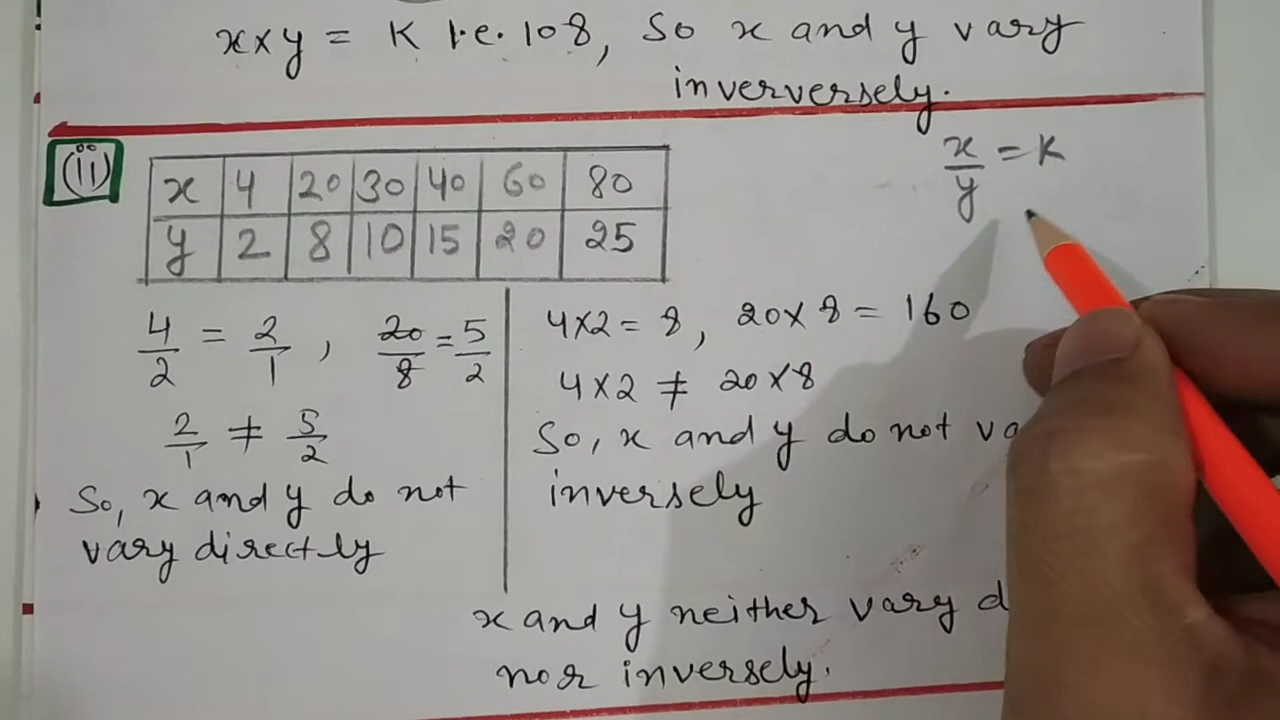 x×y = K i.e. 108, So x and y vary
inverversely.
(ii)
x 4 20 30 40 60 80
y 2 8 10 15 20 25
x/y = K
4/2 = 2/1 , 20/8 = 5/2
2/1 ≠ 5/2
So, x and y do not
vary directly
4×2 = 8, 20×8 = 160
4×2 ≠ 20×8
So, x and y do not va
inversely
x and y neither vary d
nor inversely.